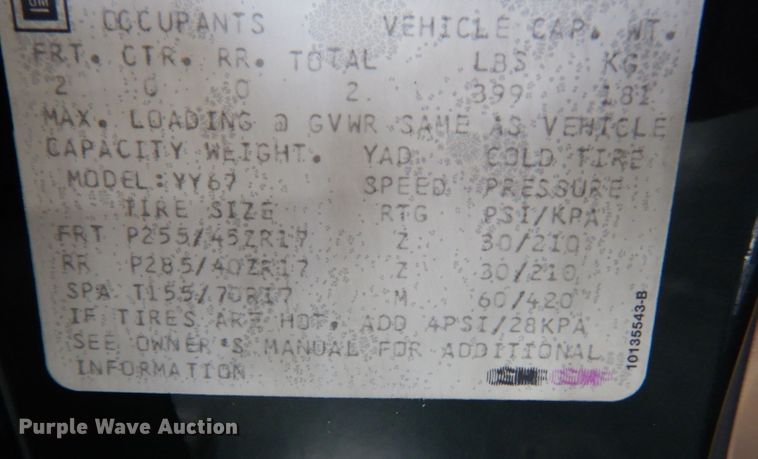 GM
OCCUPANTS VEHICLE CAP. WT.
FRT. CTR. RR. TOTAL LBS KG
2 0 0 2 399 181
MAX. LOADING @ GVWR SAME AS VEHICLE
CAPACITY WEIGHT. YAD COLD TIRE
MODEL:YY67 SPEED PRESSURE
TIRE SIZE RTG PSI/KPA
FRT P255/45ZR17 Z 30/210
RR P285/40ZR17 Z 30/210
SPA T155/70R17 M 60/420
IF TIRES ARE HOT, ADD 4PSI/28KPA
SEE OWNER'S MANUAL FOR ADDITIONAL
INFORMATION
10135543-B
Purple Wave Auction